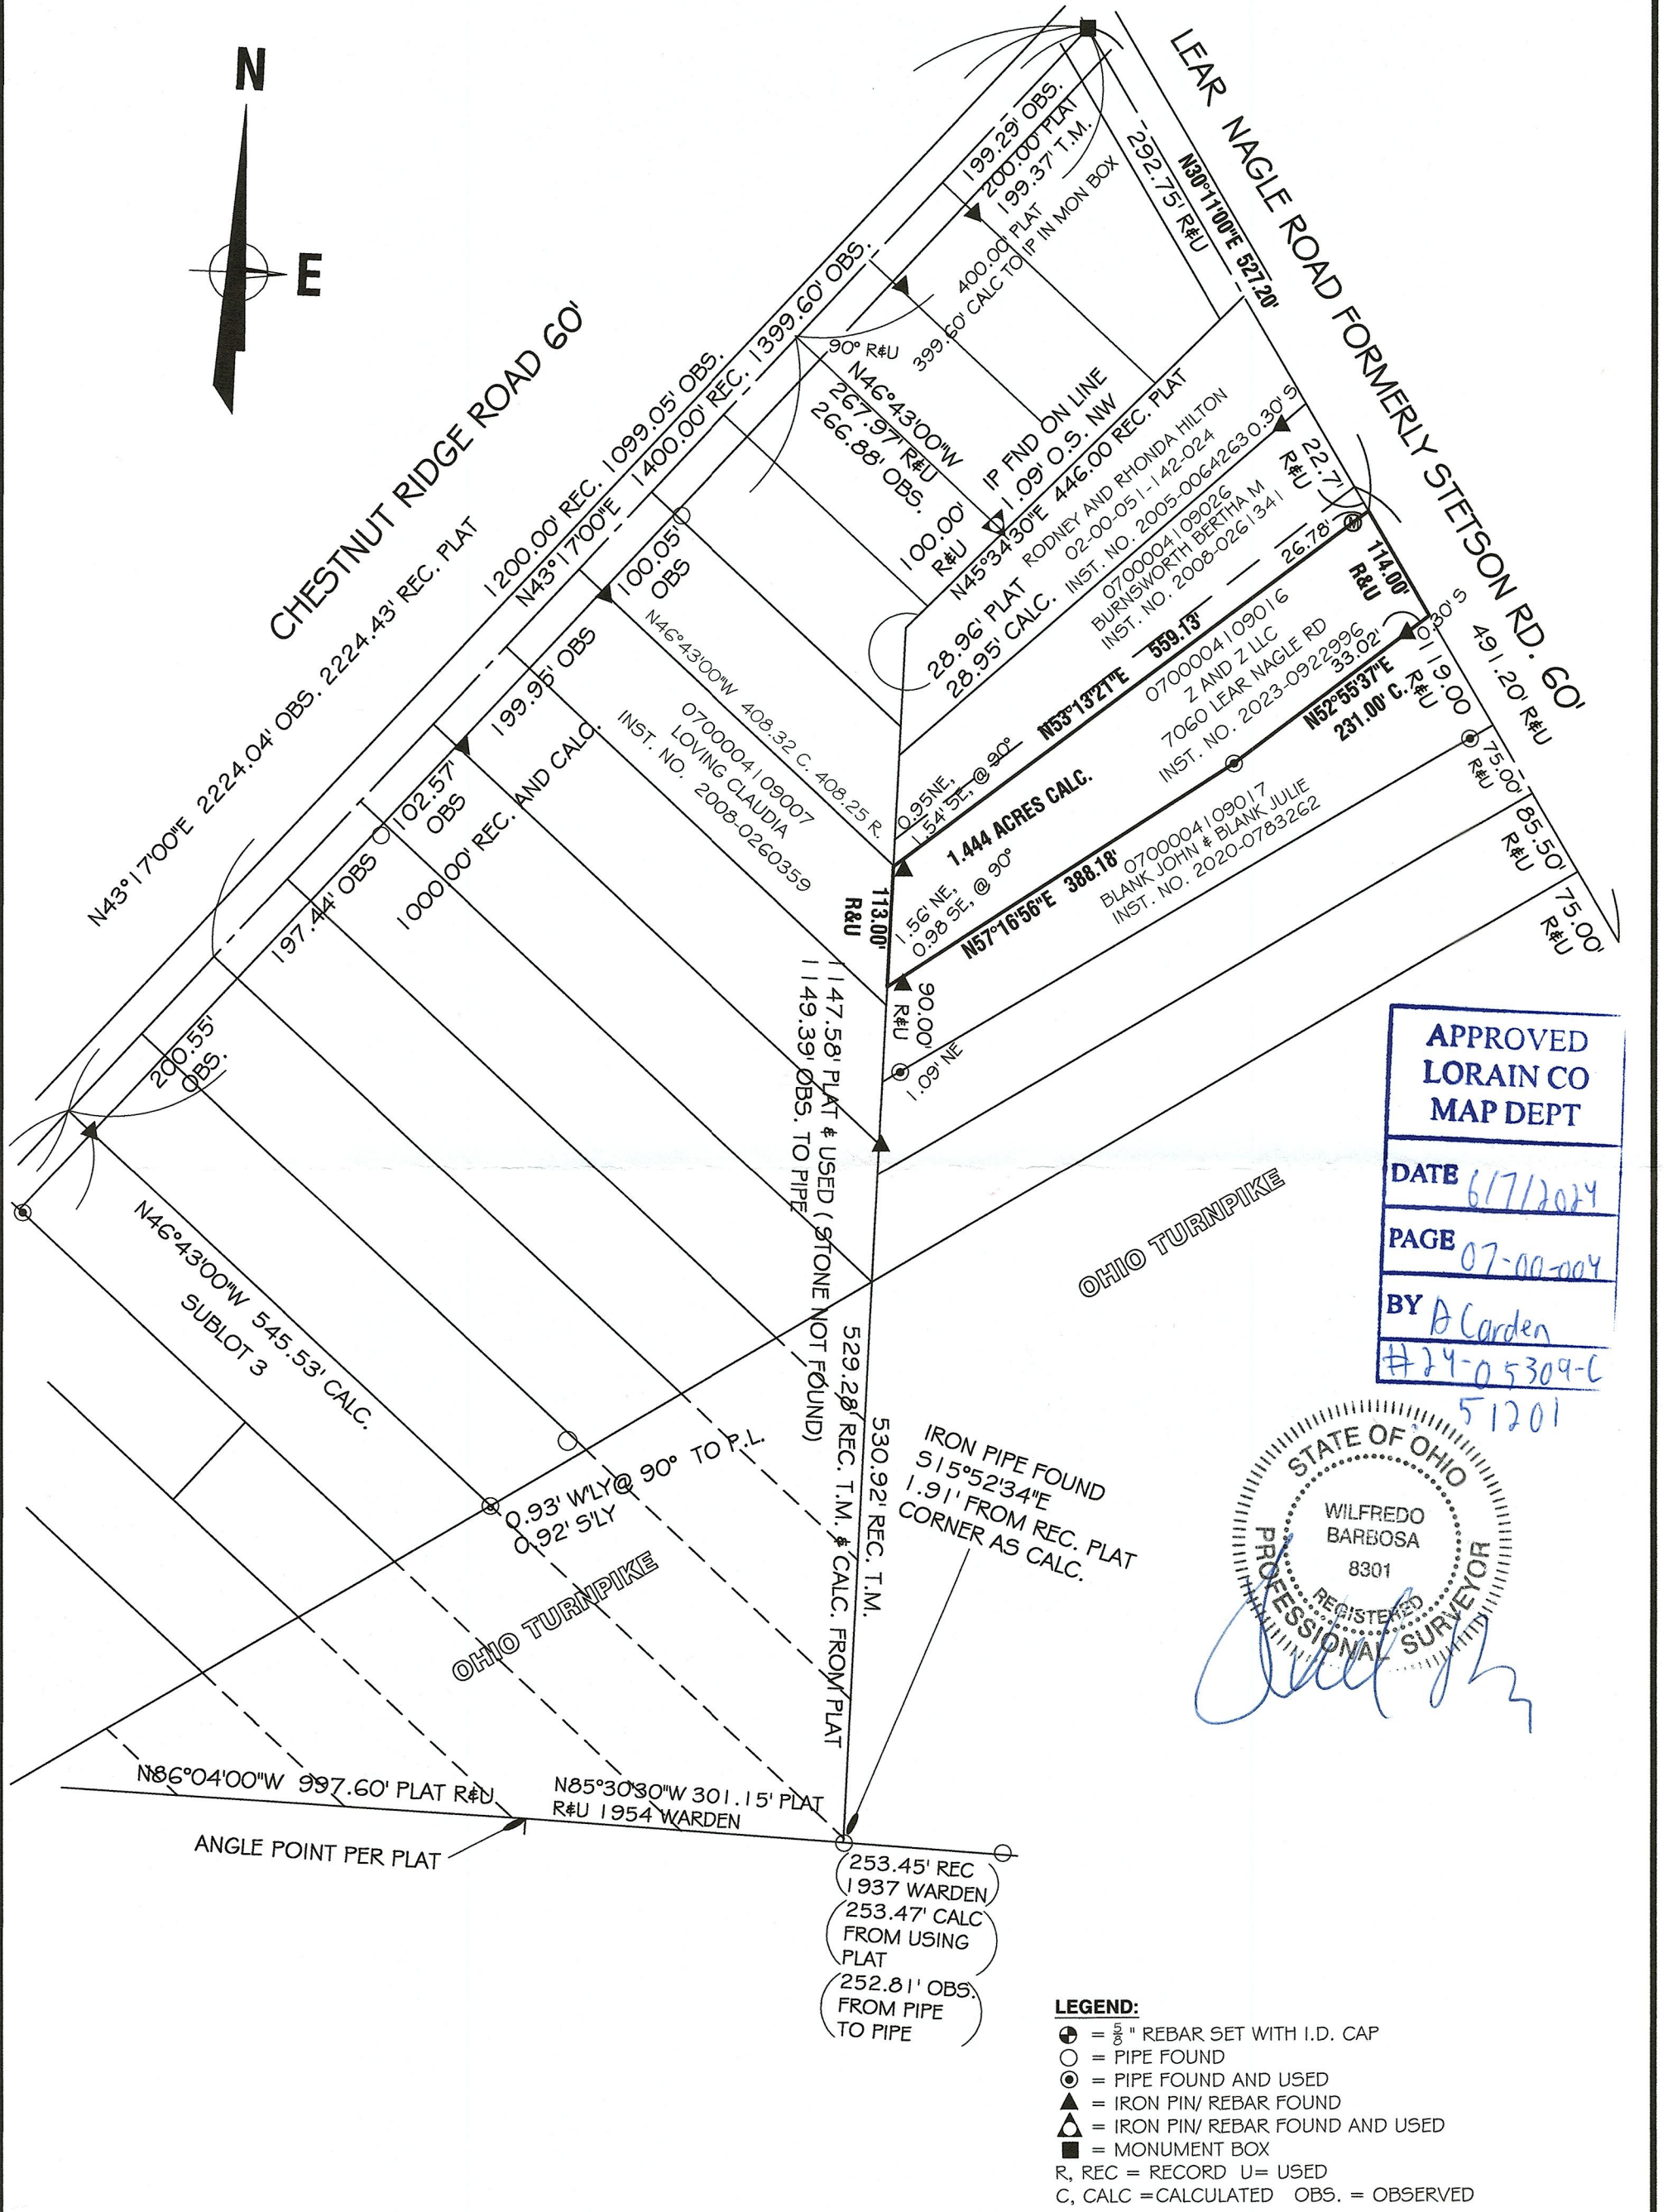 N
E
CHESTNUT RIDGE ROAD 60'
LEAR NAGLE ROAD FORMERLY STETSON RD. 60'
N43°17'00"E 2224.04' OBS. 2224.43' REC. PLAT
1200.00' REC. 1099.05' OBS.
N43°17'00"E 1400.00' REC. 1399.60' OBS.
199.29' OBS.
200.00' PLAT
199.37' T.M.
400.00' PLAT
399.60' CALC TO IP IN MON BOX
292.75' R&U
N30°11'00"E 527.20'
90° R&U
N46°43'00"W
267.97' R&U
266.88' OBS.
IP FND ON LINE
1.09' O.S. NW
100.00'
R&U
N45°34'30"E 446.00 REC. PLAT
RODNEY AND RHONDA HILTON
02-00-051-142-024
INST. NO. 2005-0064263
0.30' S
28.96' PLAT
28.95' CALC.
0700004109026
BURNSWORTH BERTHA M
INST. NO. 2008-0261341
22.7'
R&U
26.78'
N53°13'21"E 559.13'
114.00'
R&U
0700004109016
Z AND Z LLC
7060 LEAR NAGLE RD
INST. NO. 2023-0922996
33.02'
0.30' S
N52°55'37"E
231.00' C.
119.00
R&U
491.20' R&U
75.00'
R&U
85.50'
R&U
75.00'
R&U
100.05'
OBS
199.95' OBS
102.57'
OBS
197.44' OBS
1000.00' REC. AND CALC.
200.55'
OBS.
N46°43'00"W 408.32 C. 408.25 R.
0700004109007
LOVING CLAUDIA
INST. NO. 2008-0260359
0.95NE,
1.54' SE, @ 90°
1.444 ACRES CALC.
1.56' NE,
0.98 SE, @ 90°
113.00'
R&U
N57°16'56"E 388.18'
0700004109017
BLANK JOHN & BLANK JULIE
INST. NO. 2020-0783262
90.00'
R&U
1.09' NE
1147.58' PLAT & USED ( STONE NOT FOUND)
1149.39' OBS. TO PIPE
529.28' REC. T.M. & CALC. FROM PLAT
530.92' REC. T.M.
N46°43'00"W 545.53' CALC.
SUBLOT 3
0.93' W'LY@ 90° TO P.L.
0.92' S'LY
OHIO TURNPIKE
OHIO TURNPIKE
IRON PIPE FOUND
S15°52'34"E
1.91' FROM REC. PLAT
CORNER AS CALC.
N86°04'00"W 997.60' PLAT R&U
N85°30'30"W 301.15' PLAT
R&U 1954 WARDEN
ANGLE POINT PER PLAT
253.45' REC
1937 WARDEN
253.47' CALC
FROM USING
PLAT
252.81' OBS.
FROM PIPE
TO PIPE
APPROVED
LORAIN CO
MAP DEPT
DATE 6/7/2024
PAGE 07-00-004
BY A Carden
#24-05309-C
51201
STATE OF OHIO
WILFREDO
BARBOSA
8301
REGISTERED
PROFESSIONAL SURVEYOR
LEGEND:
= 5/8" REBAR SET WITH I.D. CAP
= PIPE FOUND
= PIPE FOUND AND USED
= IRON PIN/ REBAR FOUND
= IRON PIN/ REBAR FOUND AND USED
= MONUMENT BOX
R, REC = RECORD U= USED
C, CALC =CALCULATED OBS. = OBSERVED